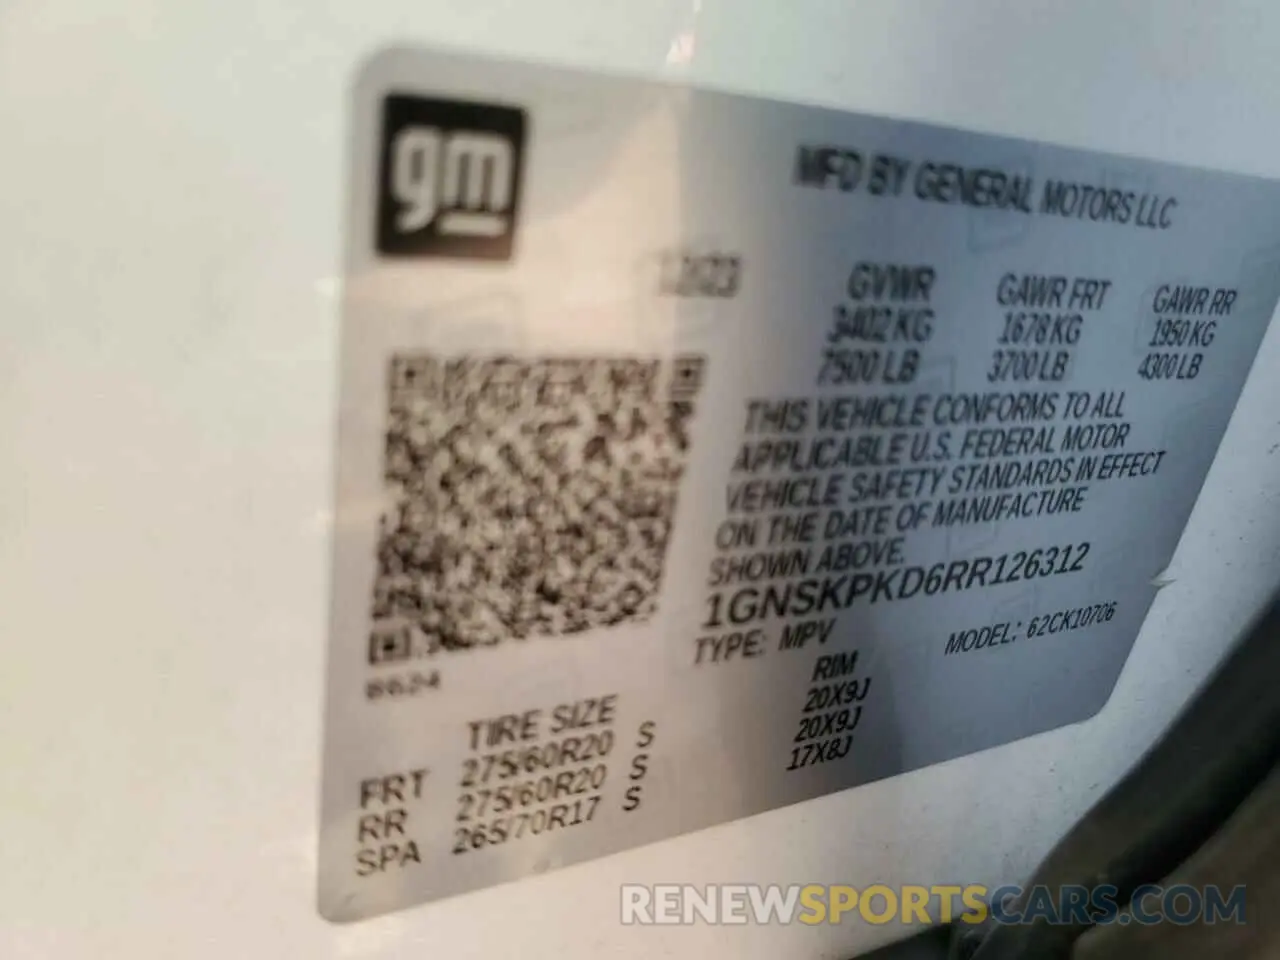 gm
MFD BY GENERAL MOTORS LLC
12/23
GVWR GAWR FRT GAWR RR
3402 KG 1678 KG 1950 KG
7500 LB 3700 LB 4300 LB
THIS VEHICLE CONFORMS TO ALL
APPLICABLE U.S. FEDERAL MOTOR
VEHICLE SAFETY STANDARDS IN EFFECT
ON THE DATE OF MANUFACTURE
SHOWN ABOVE.
1GNSKPKD6RR126312
TYPE: MPV MODEL: 62CK10706
TIRE SIZE RIM
FRT 275/60R20 S 20X9J
RR 275/60R20 S 20X9J
SPA 265/70R17 S 17X8J
RENEWSPORTSCARS.COM